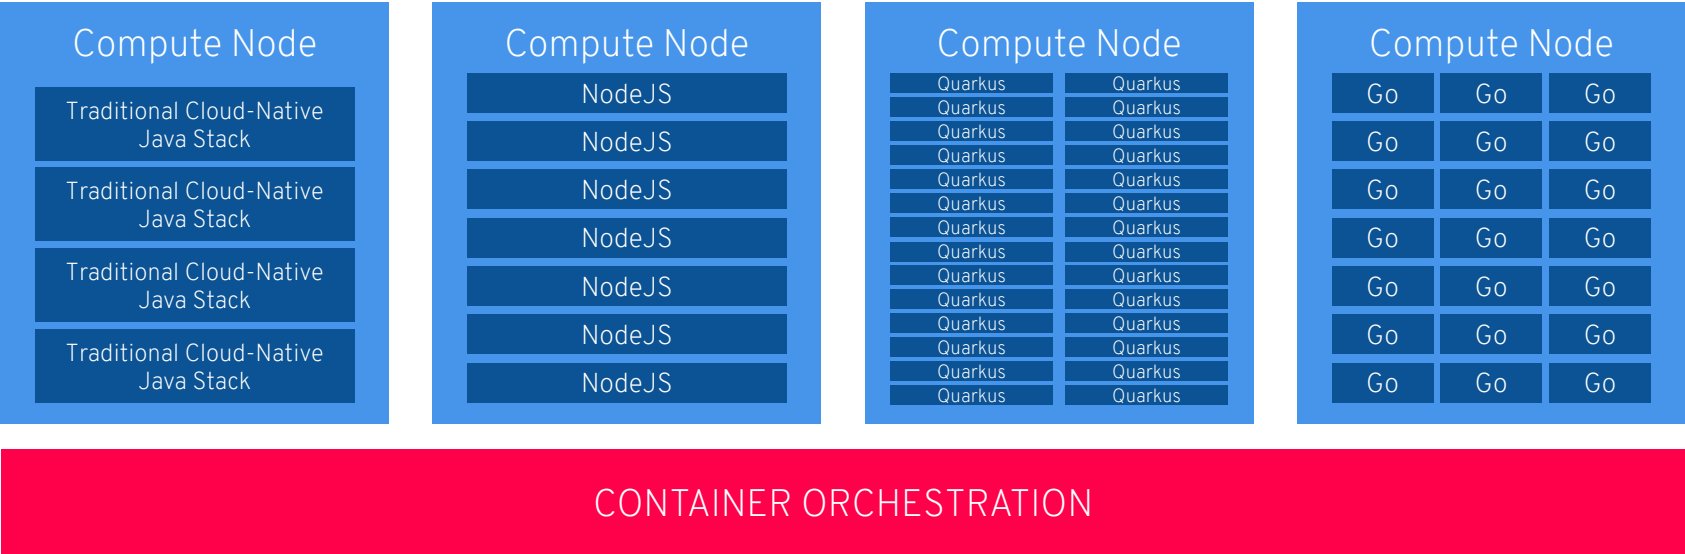 Compute Node
Traditional Cloud-Native
Java Stack
Traditional Cloud-Native
Java Stack
Traditional Cloud-Native
Java Stack
Traditional Cloud-Native
Java Stack
Compute Node
NodeJS
NodeJS
NodeJS
NodeJS
NodeJS
NodeJS
NodeJS
Compute Node
Quarkus Quarkus
Quarkus Quarkus
Quarkus Quarkus
Quarkus Quarkus
Quarkus Quarkus
Quarkus Quarkus
Quarkus Quarkus
Quarkus Quarkus
Quarkus Quarkus
Quarkus Quarkus
Quarkus Quarkus
Quarkus Quarkus
Quarkus Quarkus
Quarkus Quarkus
Compute Node
Go Go Go
Go Go Go
Go Go Go
Go Go Go
Go Go Go
Go Go Go
Go Go Go
CONTAINER ORCHESTRATION